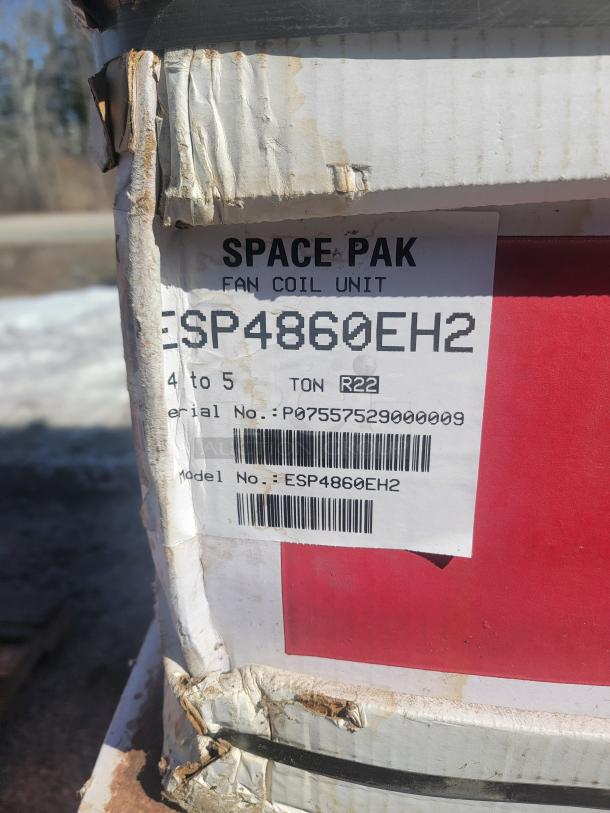 SPACE PAK
FAN COIL UNIT
ESP4860EH2
4 to 5 TON R22
erial No.: P07557529000009
Model No.: ESP4860EH2